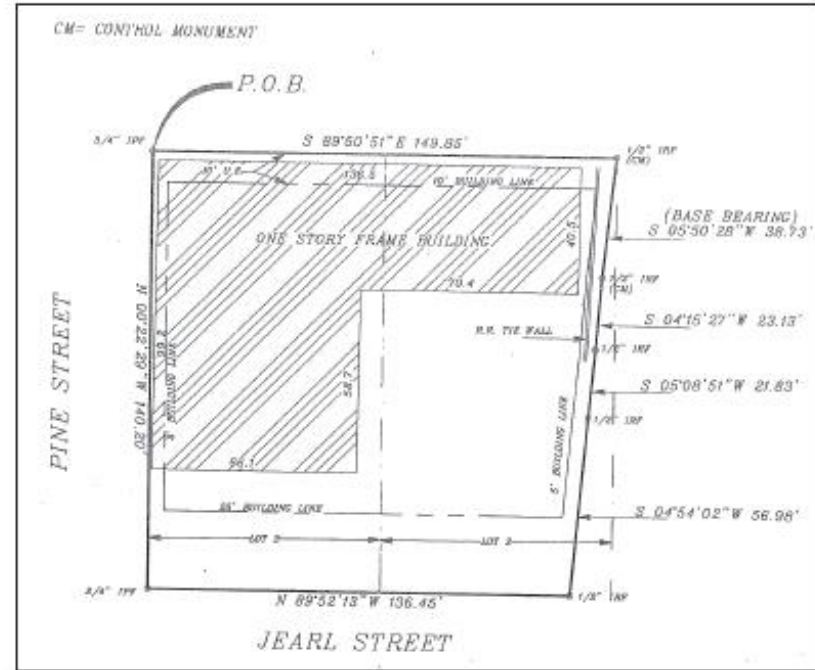 CM= CONTROL MONUMENT
P.O.B.
3/4" IPF
S 89°50'51"E 149.85'
1/2" IRF
(CM)
10' U.E.
136.5
10' BUILDING LINE
(BASE BEARING)
S 05°50'28"W 38.73'
ONE STORY FRAME BUILDING
40.5
1/2" IRF
(CM)
70.4
R.R. TIE WALL
S 04°15'27"W 23.13'
1/2" IRF
PINE STREET
N 00°22'29"W 140.20'
BUILDING LINE
58.7
S 05°08'51"W 21.83'
1/2" IRF
5' BUILDING LINE
66.1
25' BUILDING LINE
S 04°54'02"W 56.98'
LOT 2
3/4" IPF
N 89°52'13"W 136.45'
1/2" IRF
JEARL STREET